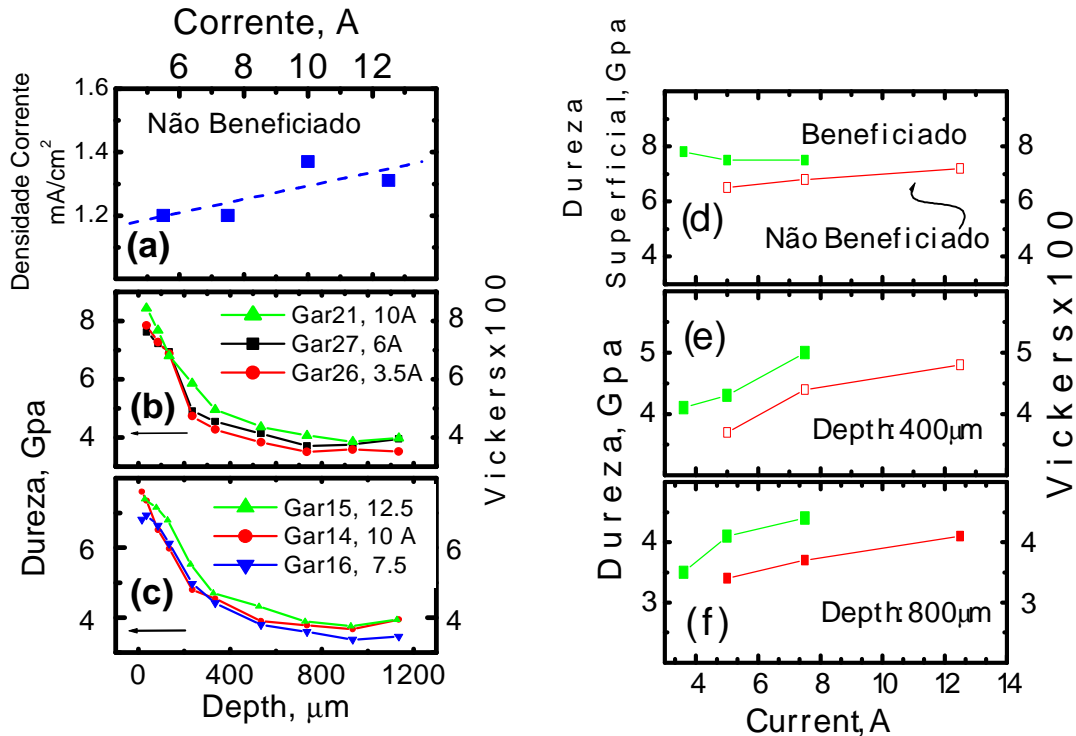 Corrente, A
6 8 10 12
Densidade Corrente
mA/cm²
1.6
1.4
1.2
Não Beneficiado
(a)
Dureza, Gpa
8
6
4
Gar21, 10A
Gar27, 6A
Gar26, 3.5A
(b)
8
6
4
Vickersx100
6
4
Gar15, 12.5
Gar14, 10 A
Gar16, 7.5
(c)
6
4
0 400 800 1200
Depth, μm
Dureza
Superficial, Gpa
8
6
4
Beneficiado
(d)
Não Beneficiado
8
6
4
Dureza, Gpa
5
4
(e)
Depth:400μm
5
4
Vickersx100
4
3
(f)
Depth:800μm
4
3
4 6 8 10 12 14
Current, A